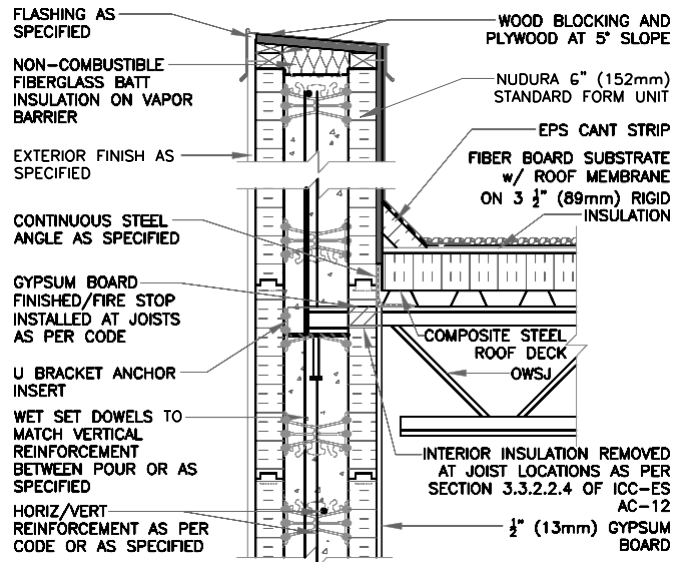 FLASHING AS
SPECIFIED
NON-COMBUSTIBLE
FIBERGLASS BATT
INSULATION ON VAPOR
BARRIER
EXTERIOR FINISH AS
SPECIFIED
CONTINUOUS STEEL
ANGLE AS SPECIFIED
GYPSUM BOARD
FINISHED/FIRE STOP
INSTALLED AT JOISTS
AS PER CODE
U BRACKET ANCHOR
INSERT
WET SET DOWELS TO
MATCH VERTICAL
REINFORCEMENT
BETWEEN POUR OR AS
SPECIFIED
HORIZ/VERT
REINFORCEMENT AS PER
CODE OR AS SPECIFIED
WOOD BLOCKING AND
PLYWOOD AT 5° SLOPE
NUDURA 6" (152mm)
STANDARD FORM UNIT
EPS CANT STRIP
FIBER BOARD SUBSTRATE
w/ ROOF MEMBRANE
ON 3 ½" (89mm) RIGID
INSULATION
COMPOSITE STEEL
ROOF DECK
OWSJ
INTERIOR INSULATION REMOVED
AT JOIST LOCATIONS AS PER
SECTION 3.3.2.2.4 OF ICC-ES
AC-12
½" (13mm) GYPSUM
BOARD